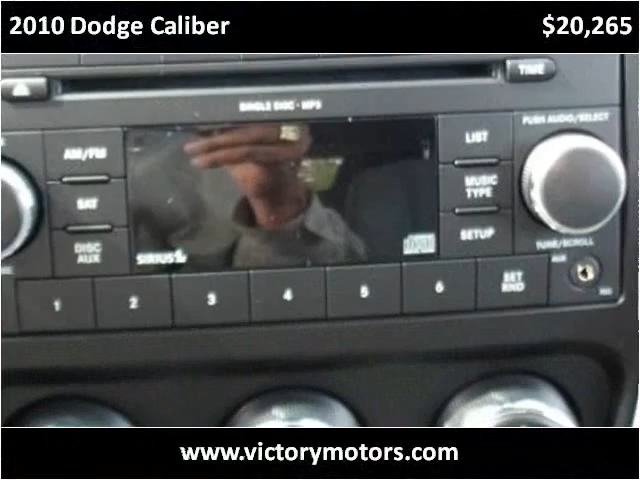 2010 Dodge Caliber $20,265
TIME
SINGLE DISC - MP3
PUSH AUDIO/SELECT
AM/FM
LIST
SAT
MUSIC
TYPE
DISC
AUX
SETUP
SIRIUS
TUNE/SCROLL
AUX
SET
RND
1 2 3 4 5 6
www.victorymotors.com